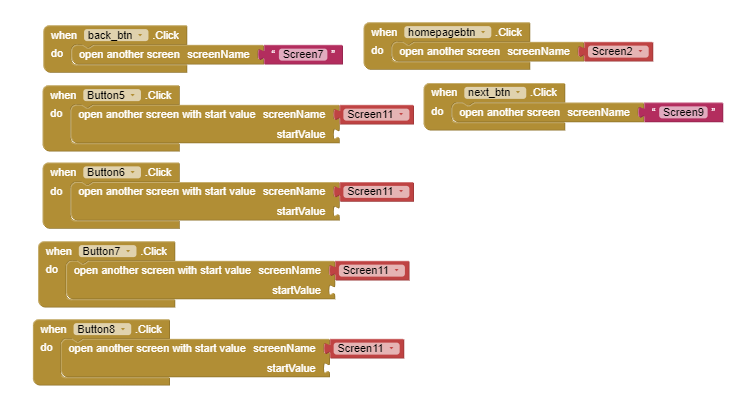 when back_btn .Click
do open another screen screenName " Screen7 "
when homepagebtn .Click
do open another screen screenName Screen2
when Button5 .Click
do open another screen with start value screenName Screen11
startValue
when next_btn .Click
do open another screen screenName " Screen9 "
when Button6 .Click
do open another screen with start value screenName Screen11
startValue
when Button7 .Click
do open another screen with start value screenName Screen11
startValue
when Button8 .Click
do open another screen with start value screenName Screen11
startValue